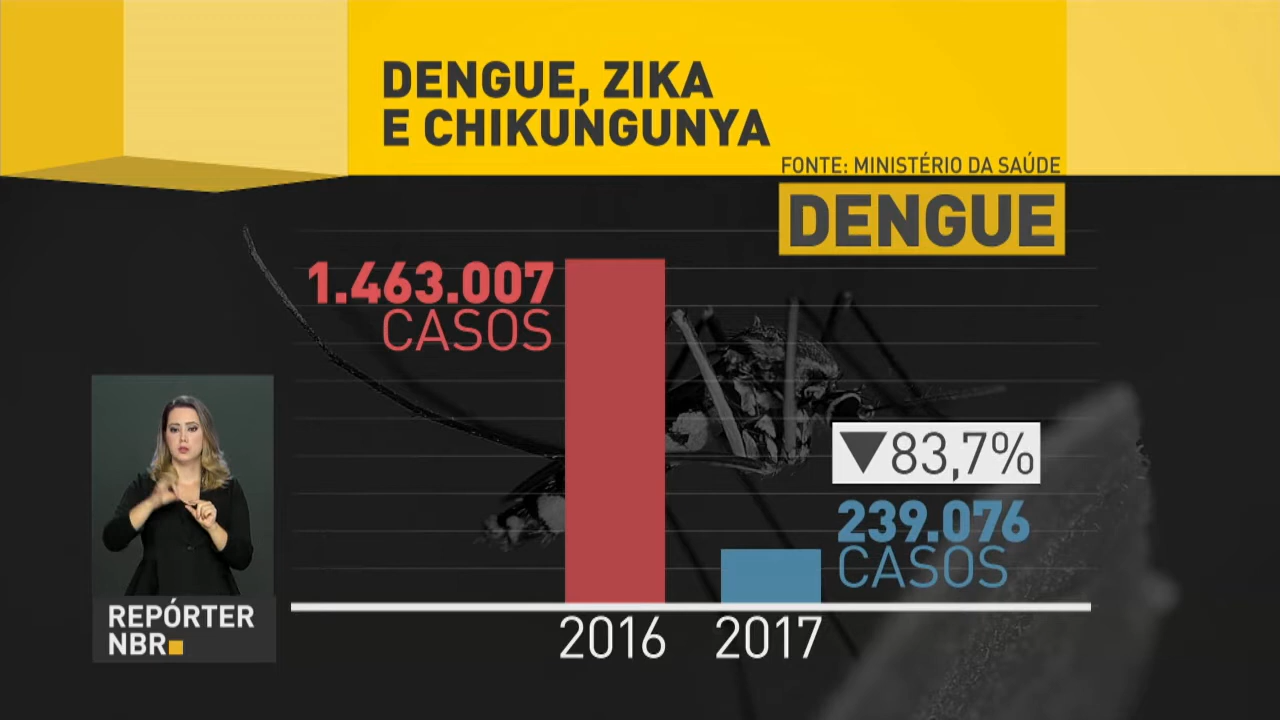 DENGUE, ZIKA
E CHIKUNGUNYA
FONTE: MINISTÉRIO DA SAÚDE
DENGUE
1.463.007
CASOS
▼83,7%
239.076
CASOS
2016 2017
REPÓRTER
NBR